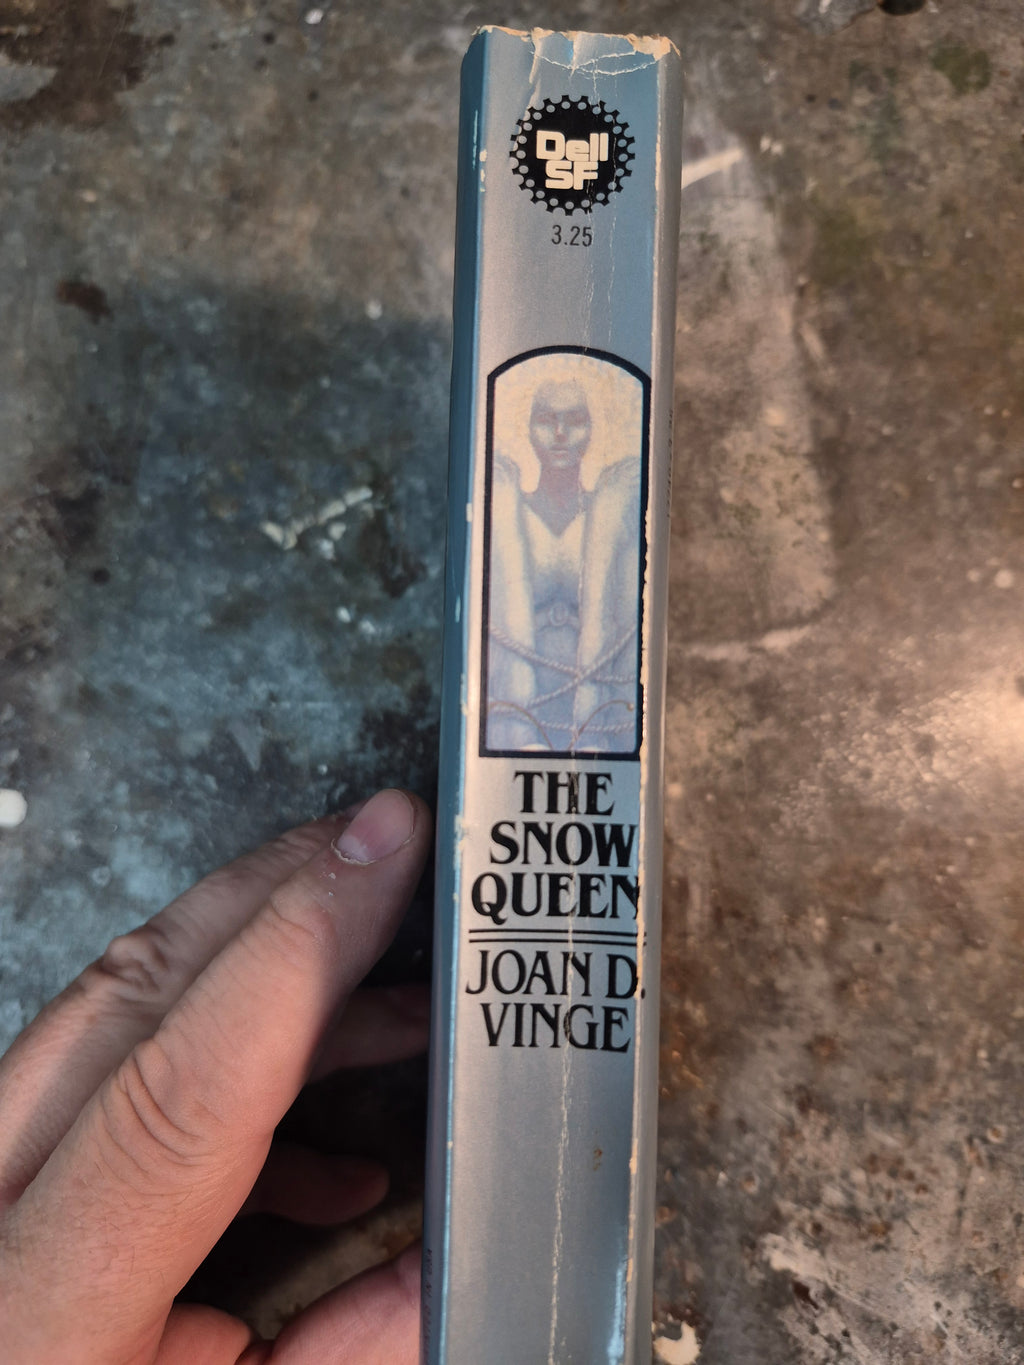 Dell
SF
3.25
THE
SNOW
QUEEN
JOAN D.
VINGE